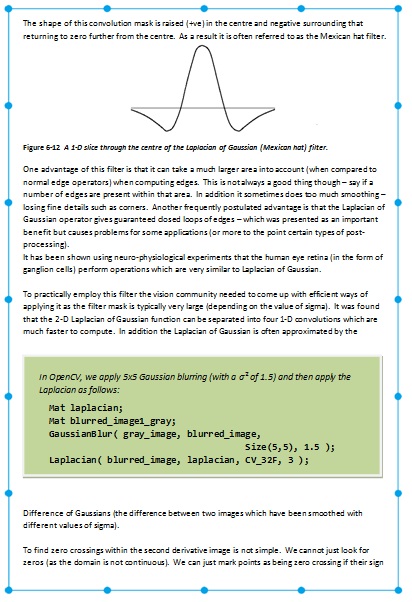 The shape of this convolution mask is raised (+ve) in the centre and negative surrounding that
returning to zero further from the centre. As a result it is often referred to as the Mexican hat filter.
Figure 6-12 A 1-D slice through the centre of the Laplacian of Gaussian (Mexican hat) filter.
One advantage of this filter is that it can take a much larger area into account (when compared to
normal edge operators) when computing edges. This is not always a good thing though – say if a
number of edges are present within that area. In addition it sometimes does too much smoothing –
losing fine details such as corners. Another frequently postulated advantage is that the Laplacian of
Gaussian operator gives guaranteed closed loops of edges – which was presented as an important
benefit but causes problems for some applications (or more to the point certain types of post-
processing).
It has been shown using neuro-physiological experiments that the human eye retina (in the form of
ganglion cells) perform operations which are very similar to Laplacian of Gaussian.
To practically employ this filter the vision community needed to come up with efficient ways of
applying it as the filter mask is typically very large (depending on the value of sigma). It was found
that the 2-D Laplacian of Gaussian function can be separated into four 1-D convolutions which are
much faster to compute. In addition the Laplacian of Gaussian is often approximated by the
In OpenCV, we apply 5x5 Gaussian blurring (with a σ² of 1.5) and then apply the
Laplacian as follows:
Mat laplacian;
Mat blurred_image1_gray;
GaussianBlur( gray_image, blurred_image,
Size(5,5), 1.5 );
Laplacian( blurred_image, laplacian, CV_32F, 3 );
Difference of Gaussians (the difference between two images which have been smoothed with
different values of sigma).
To find zero crossings within the second derivative image is not simple. We cannot just look for
zeros (as the domain is not continuous). We can just mark points as being zero crossing if their sign